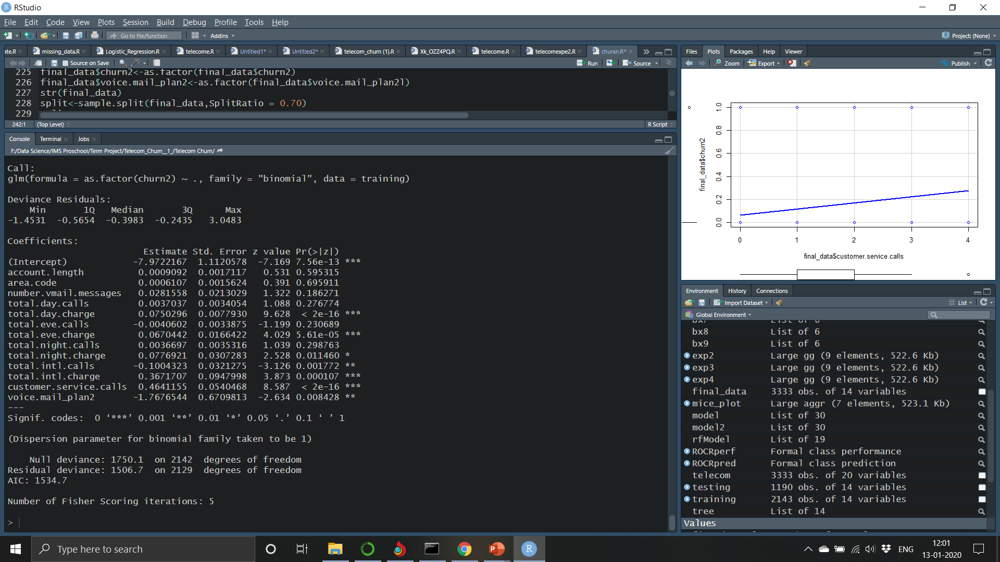 RStudio
File Edit Code View Plots Session Build Debug Profile Tools Help
Go to file/function Addins Project: (None)
ate.R missing_data.R Logistic_Regression.R telecome.R Untitled1* Untitled2* telecom_churn (1).R Xk_OZZ4PQ.R telecome.R telecomexpe2.R churan.R*
Source on Save Run Source
225 final_data$churn2<-as.factor(final_data$churn2)
226 final_data$voice.mail_plan2<-as.factor(final_data$voice.mail_plan2l)
227 str(final_data)
228 split<-sample.split(final_data,SplitRatio = 0.70)
229
242:1 (Top Level) R Script
Console Terminal Jobs
F:/Data Science/IMS Proschool/Term Project/Telecom_Churn__1_/Telecom Churn/
Call:
glm(formula = as.factor(churn2) ~ ., family = "binomial", data = training)
Deviance Residuals:
Min 1Q Median 3Q Max
-1.4531 -0.5654 -0.3983 -0.2435 3.0483
Coefficients:
Estimate Std. Error z value Pr(>|z|)
(Intercept) -7.9722167 1.1120578 -7.169 7.56e-13 ***
account.length 0.0009092 0.0017117 0.531 0.595315
area.code 0.0006107 0.0015624 0.391 0.695911
number.vmail.messages 0.0281558 0.0213029 1.322 0.186271
total.day.calls 0.0037037 0.0034054 1.088 0.276774
total.day.charge 0.0750296 0.0077930 9.628 < 2e-16 ***
total.eve.calls -0.0040602 0.0033875 -1.199 0.230689
total.eve.charge 0.0670442 0.0166422 4.029 5.61e-05 ***
total.night.calls 0.0036697 0.0035316 1.039 0.298763
total.night.charge 0.0776921 0.0307283 2.528 0.011460 *
total.intl.calls -0.1004323 0.0321275 -3.126 0.001772 **
total.intl.charge 0.3671707 0.0947998 3.873 0.000107 ***
customer.service.calls 0.4641155 0.0540468 8.587 < 2e-16 ***
voice.mail_plan2 -1.7676544 0.6709813 -2.634 0.008428 **
---
Signif. codes: 0 ‘***’ 0.001 ‘**’ 0.01 ‘*’ 0.05 ‘.’ 0.1 ‘ ’ 1
(Dispersion parameter for binomial family taken to be 1)
Null deviance: 1750.1 on 2142 degrees of freedom
Residual deviance: 1506.7 on 2129 degrees of freedom
AIC: 1534.7
Number of Fisher Scoring iterations: 5
>
Files Plots Packages Help Viewer
Zoom Export Publish
1.0
0.8
0.6
0.4
0.2
0.0
final_data$churn2
0 1 2 3 4
final_data$customer.service.calls
Environment History Connections
Import Dataset List
Global Environment
bx7 List of 6
bx8 List of 6
bx9 List of 6
exp2 Large gg (9 elements, 522.6 Kb)
exp3 Large gg (9 elements, 522.6 Kb)
exp4 Large gg (9 elements, 522.6 Kb)
final_data 3333 obs. of 14 variables
mice_plot Large aggr (7 elements, 523.1 Kb)
model List of 30
model2 List of 30
rfModel List of 19
ROCRperf Formal class performance
ROCRpred Formal class prediction
telecom 3333 obs. of 20 variables
testing 1190 obs. of 14 variables
training 2143 obs. of 14 variables
tree List of 14
Values
Type here to search
ENG
12:01
13-01-2020